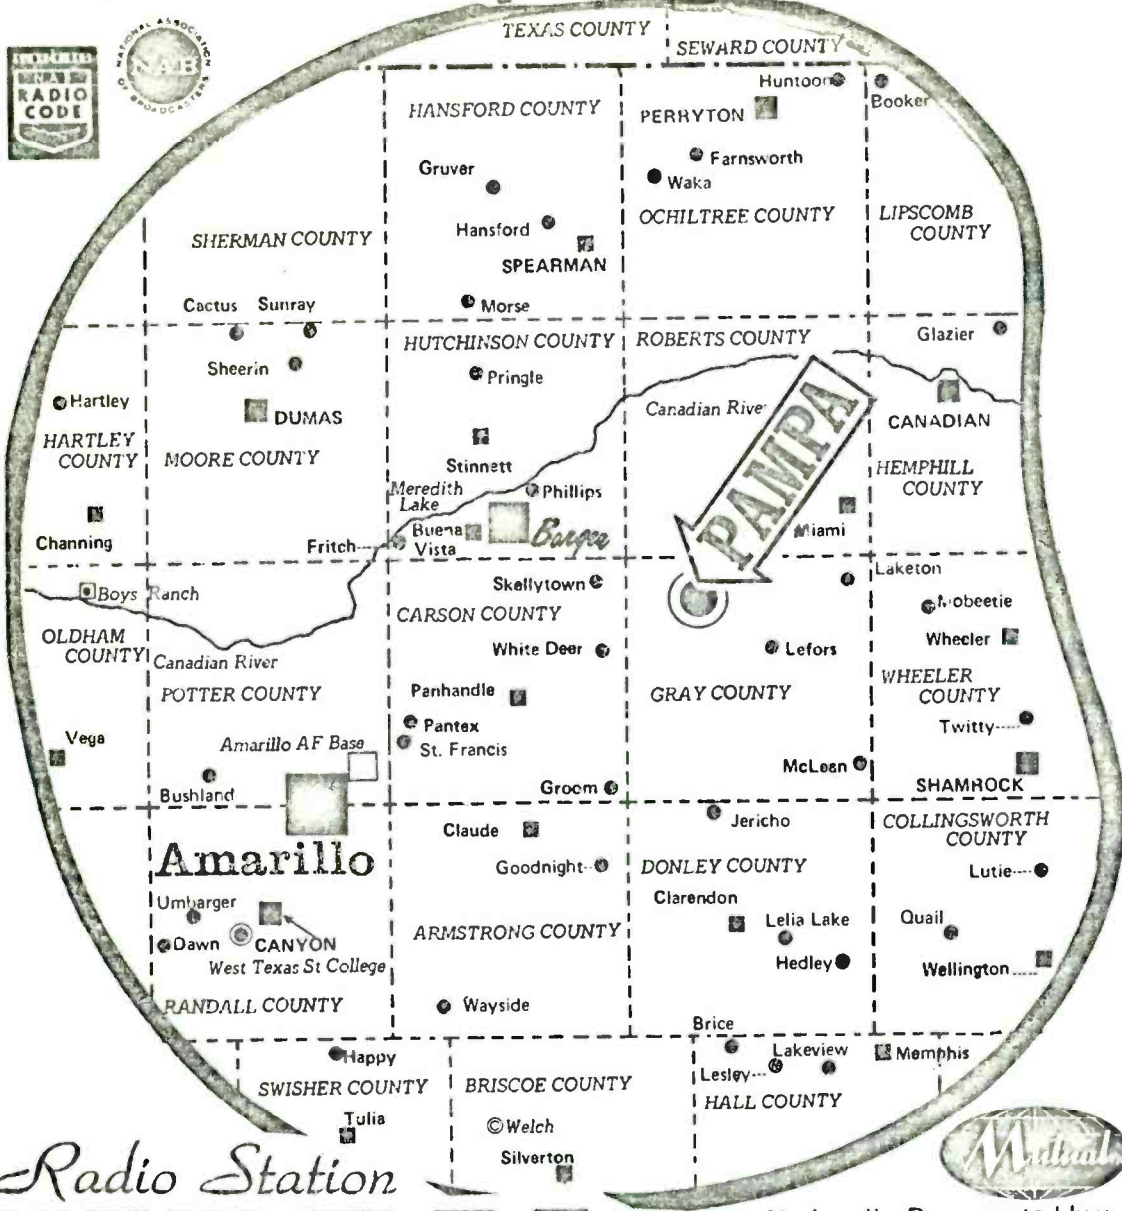 TEXAS COUNTY
SEWARD COUNTY
NATIONAL ASSOCIATION OF BROADCASTERS
NAB
NAB
RADIO
CODE
HANSFORD COUNTY
Huntoon
Booker
PERRYTON
Gruver
Farnsworth
Waka
Hansford
OCHILTREE COUNTY
LIPSCOMB
COUNTY
SHERMAN COUNTY
SPEARMAN
Cactus Sunray
Morse
HUTCHINSON COUNTY
ROBERTS COUNTY
Glazier
Sheerin
Pringle
Hartley
DUMAS
Canadian River
PAMPA
CANADIAN
HARTLEY
COUNTY
MOORE COUNTY
Stinnett
HEMPHILL
COUNTY
Meredith
Lake
Phillips
Channing
Fritch
Buena
Vista
Borger
Miami
Boys Ranch
Skellytown
Laketon
CARSON COUNTY
Mobeetie
OLDHAM
COUNTY
Canadian River
White Deer
Lefors
Wheeler
POTTER COUNTY
Panhandle
GRAY COUNTY
WHEELER
COUNTY
Vega
Amarillo AF Base
Pantex
St. Francis
Twitty
Bushland
Groom
McLean
SHAMROCK
Amarillo
Claude
Jericho
COLLINGSWORTH
COUNTY
Goodnight
DONLEY COUNTY
Lutie
Umbarger
Clarendon
Dawn
CANYON
ARMSTRONG COUNTY
Lelia Lake
Quail
West Texas St College
Hedley
Wellington
RANDALL COUNTY
Wayside
Brice
Happy
Lakeview
Memphis
SWISHER COUNTY
BRISCOE COUNTY
Lesley
HALL COUNTY
Tulia
©Welch
Silverton
Mutual
Radio Station